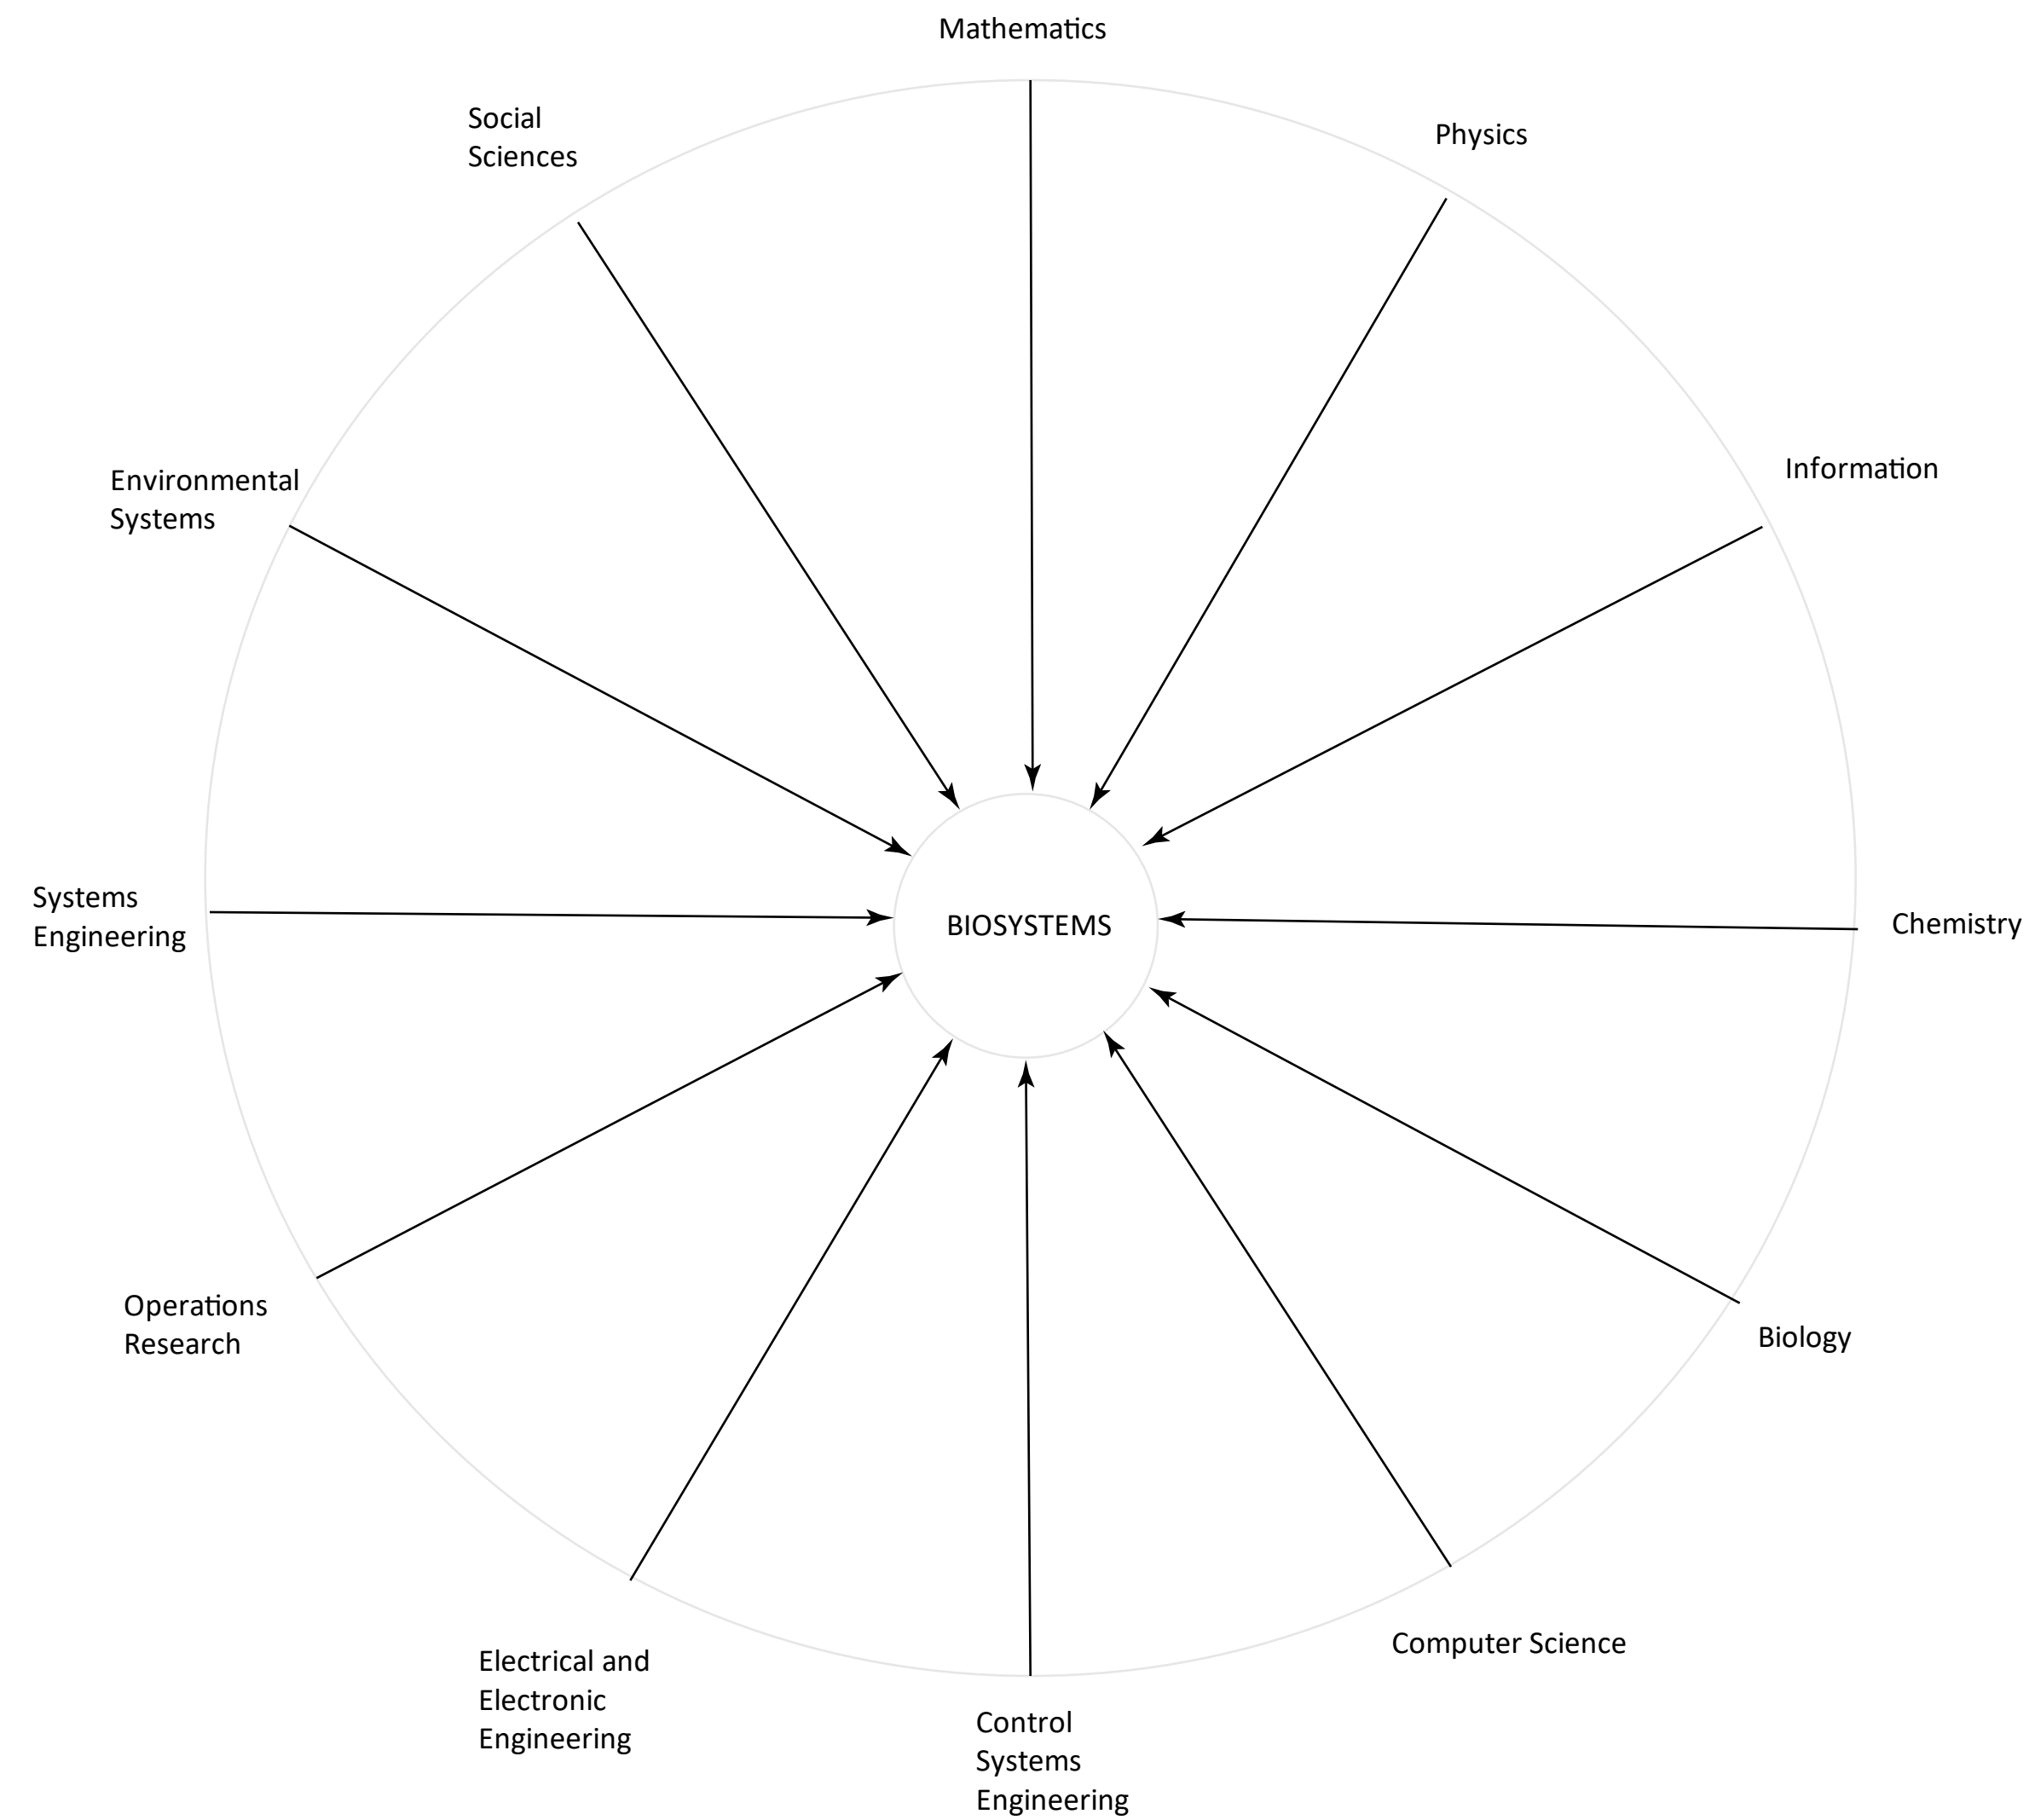 Mathematics
Social
Sciences
Physics
Information
Environmental
Systems
Systems
Engineering
BIOSYSTEMS
Chemistry
Operations
Research
Biology
Computer Science
Electrical and
Electronic
Engineering
Control
Systems
Engineering